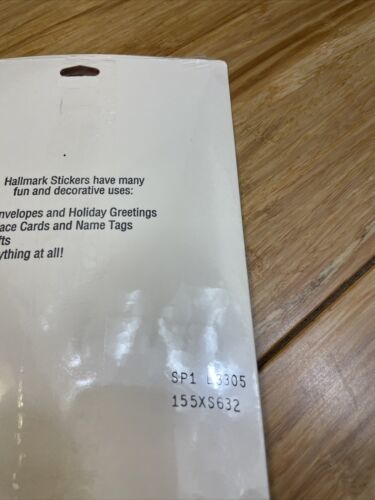 Hallmark Stickers have many
fun and decorative uses:
nvelopes and Holiday Greetings
ace Cards and Name Tags
fts
ything at all!
SP1 L3305
155XS632